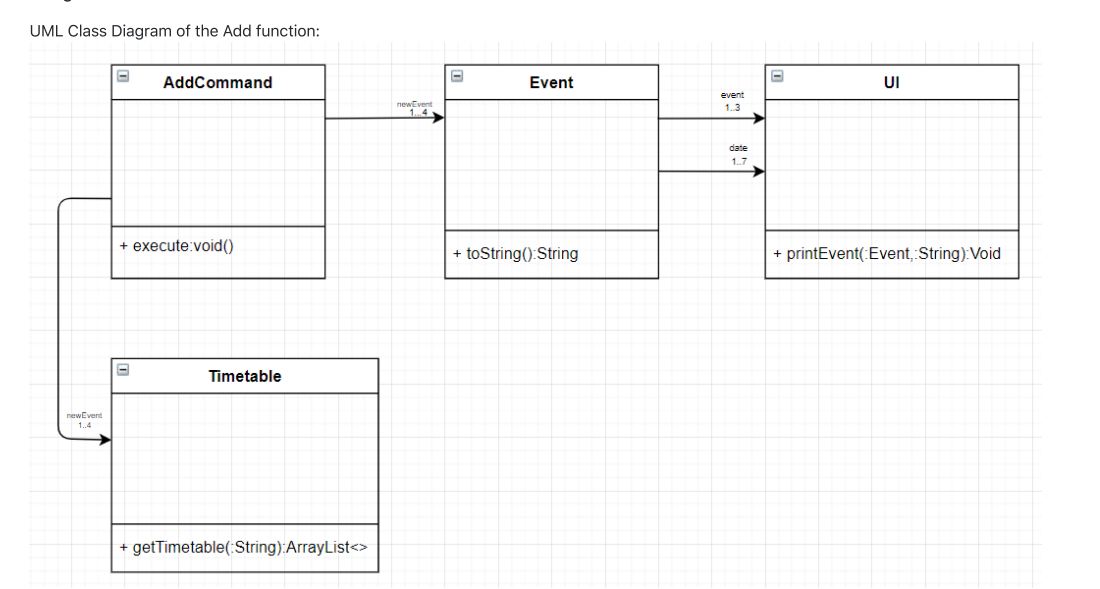 UML Class Diagram of the Add function:
AddCommand
+ execute:void()
newEvent
1...4
Event
+ toString():String
event
1..3
date
1..7
UI
+ printEvent(:Event,:String):Void
newEvent
1..4
Timetable
+ getTimetable(:String):ArrayList<>